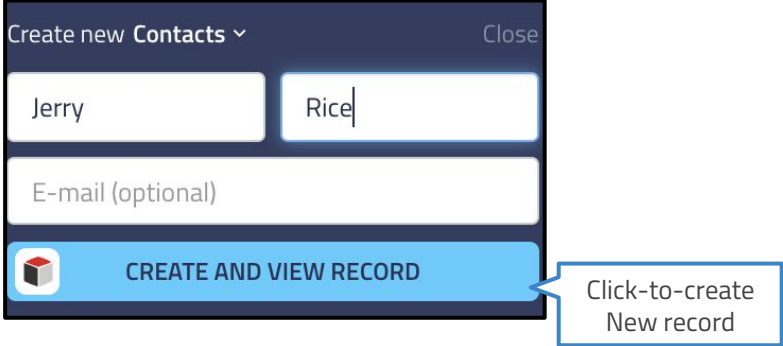 Create new Contacts Close
Jerry Rice
E-mail (optional)
CREATE AND VIEW RECORD
Click-to-create
New record